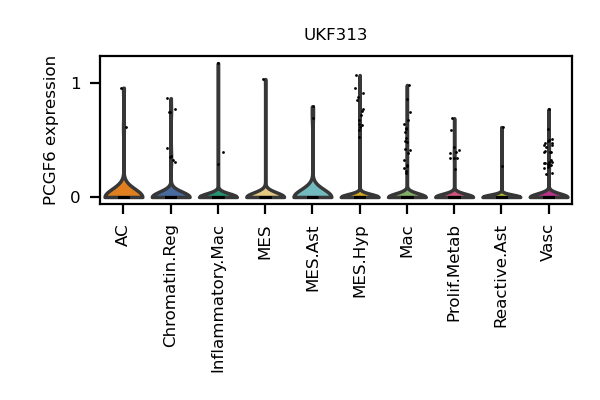 UKF313
PCGF6 expression
1
0
AC
Chromatin.Reg
Inflammatory.Mac
MES
MES.Ast
MES.Hyp
Mac
Prolif.Metab
Reactive.Ast
Vasc